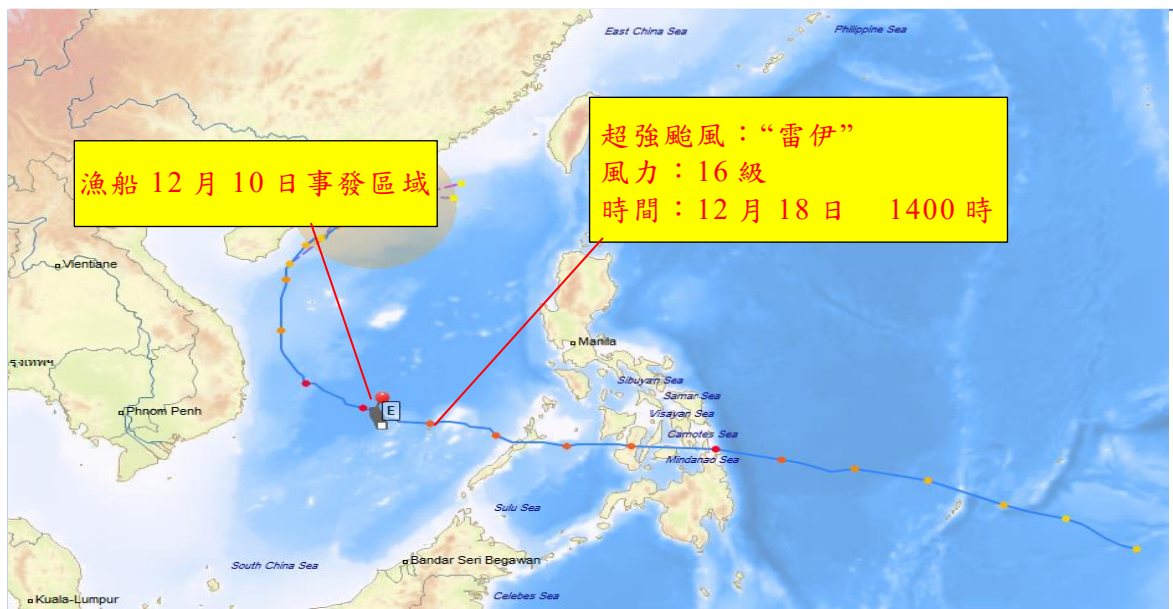 East China Sea
Philippine Sea
超強颱風：“雷伊”
風力：16 級
時間：12 月 18 日 1400 時
漁船 12 月 10 日事發區域
Vientiane
Manila
กรุงเทพฯ
Sibuyan Sea
Samar Sea
Phnom Penh
E
Visayan Sea
Camotes Sea
Mindanao Sea
Sulu Sea
South China Sea
Bandar Seri Begawan
Celebes Sea
Kuala-Lumpur